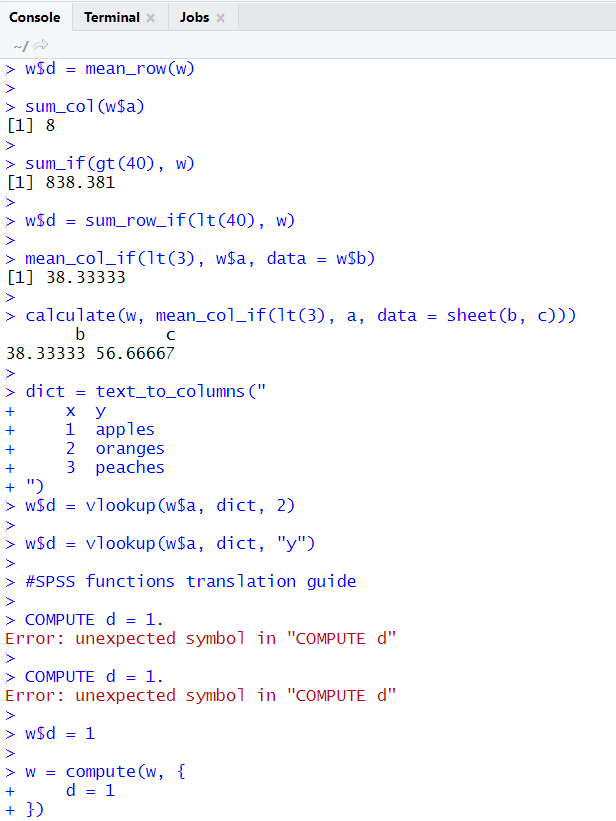 Console Terminal × Jobs ×
~/
> w$d = mean_row(w)
>
> sum_col(w$a)
[1] 8
>
> sum_if(gt(40), w)
[1] 838.381
>
> w$d = sum_row_if(lt(40), w)
>
> mean_col_if(lt(3), w$a, data = w$b)
[1] 38.33333
>
> calculate(w, mean_col_if(lt(3), a, data = sheet(b, c)))
       b        c
38.33333 56.66667
>
> dict = text_to_columns("
+     x  y
+     1  apples
+     2  oranges
+     3  peaches
+ ")
> w$d = vlookup(w$a, dict, 2)
>
> w$d = vlookup(w$a, dict, "y")
>
> #SPSS functions translation guide
>
> COMPUTE d = 1.
Error: unexpected symbol in "COMPUTE d"
>
> COMPUTE d = 1.
Error: unexpected symbol in "COMPUTE d"
>
> w$d = 1
>
> w = compute(w, {
+     d = 1
+ })